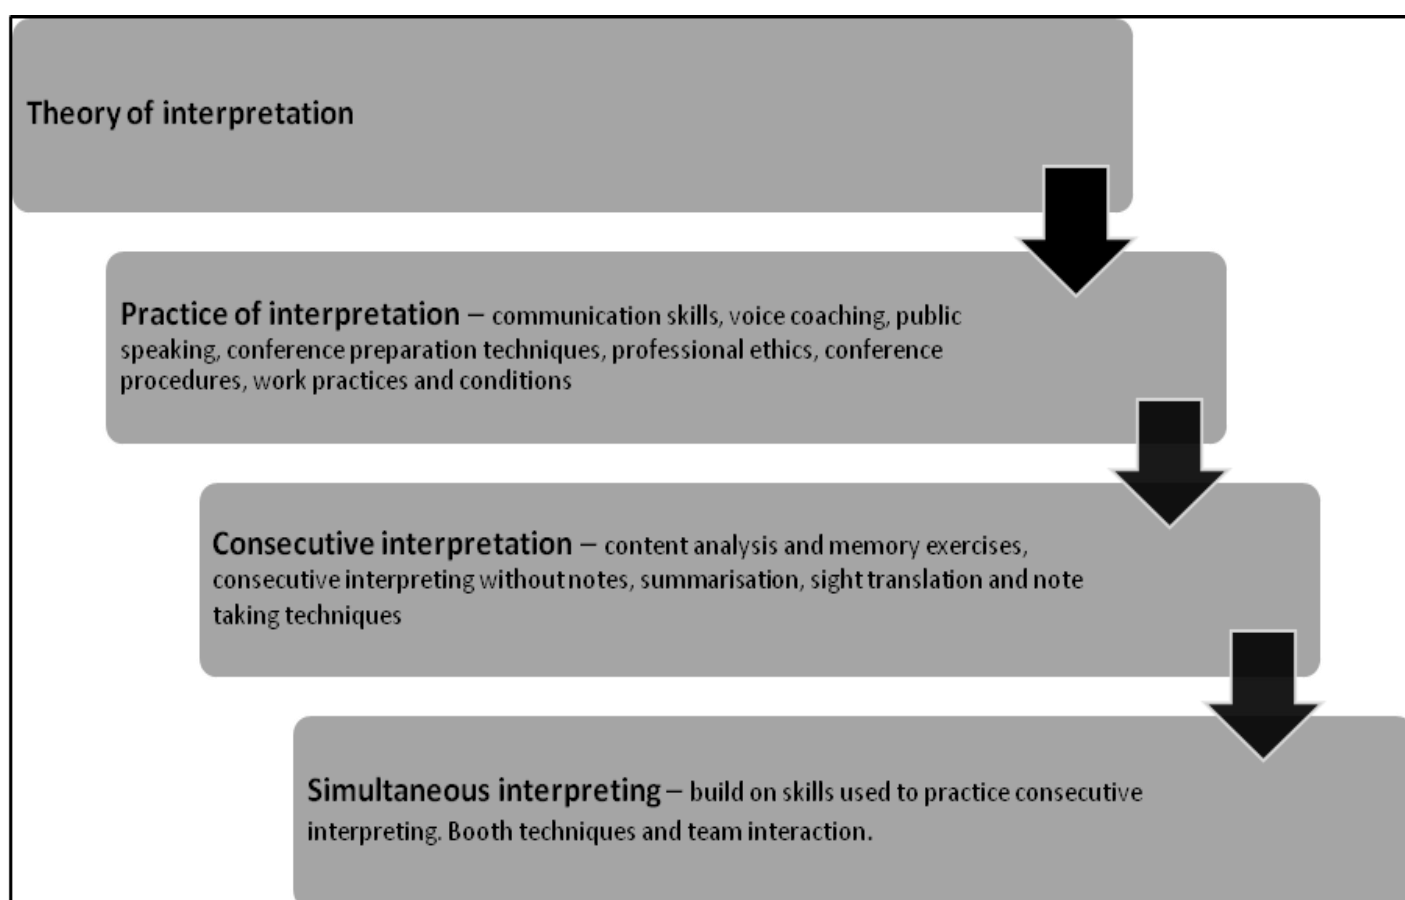 Theory of interpretation
Practice of interpretation – communication skills, voice coaching, public
speaking, conference preparation techniques, professional ethics, conference
procedures, work practices and conditions
Consecutive interpretation – content analysis and memory exercises,
consecutive interpreting without notes, summarisation, sight translation and note
taking techniques
Simultaneous interpreting – build on skills used to practice consecutive
interpreting. Booth techniques and team interaction.